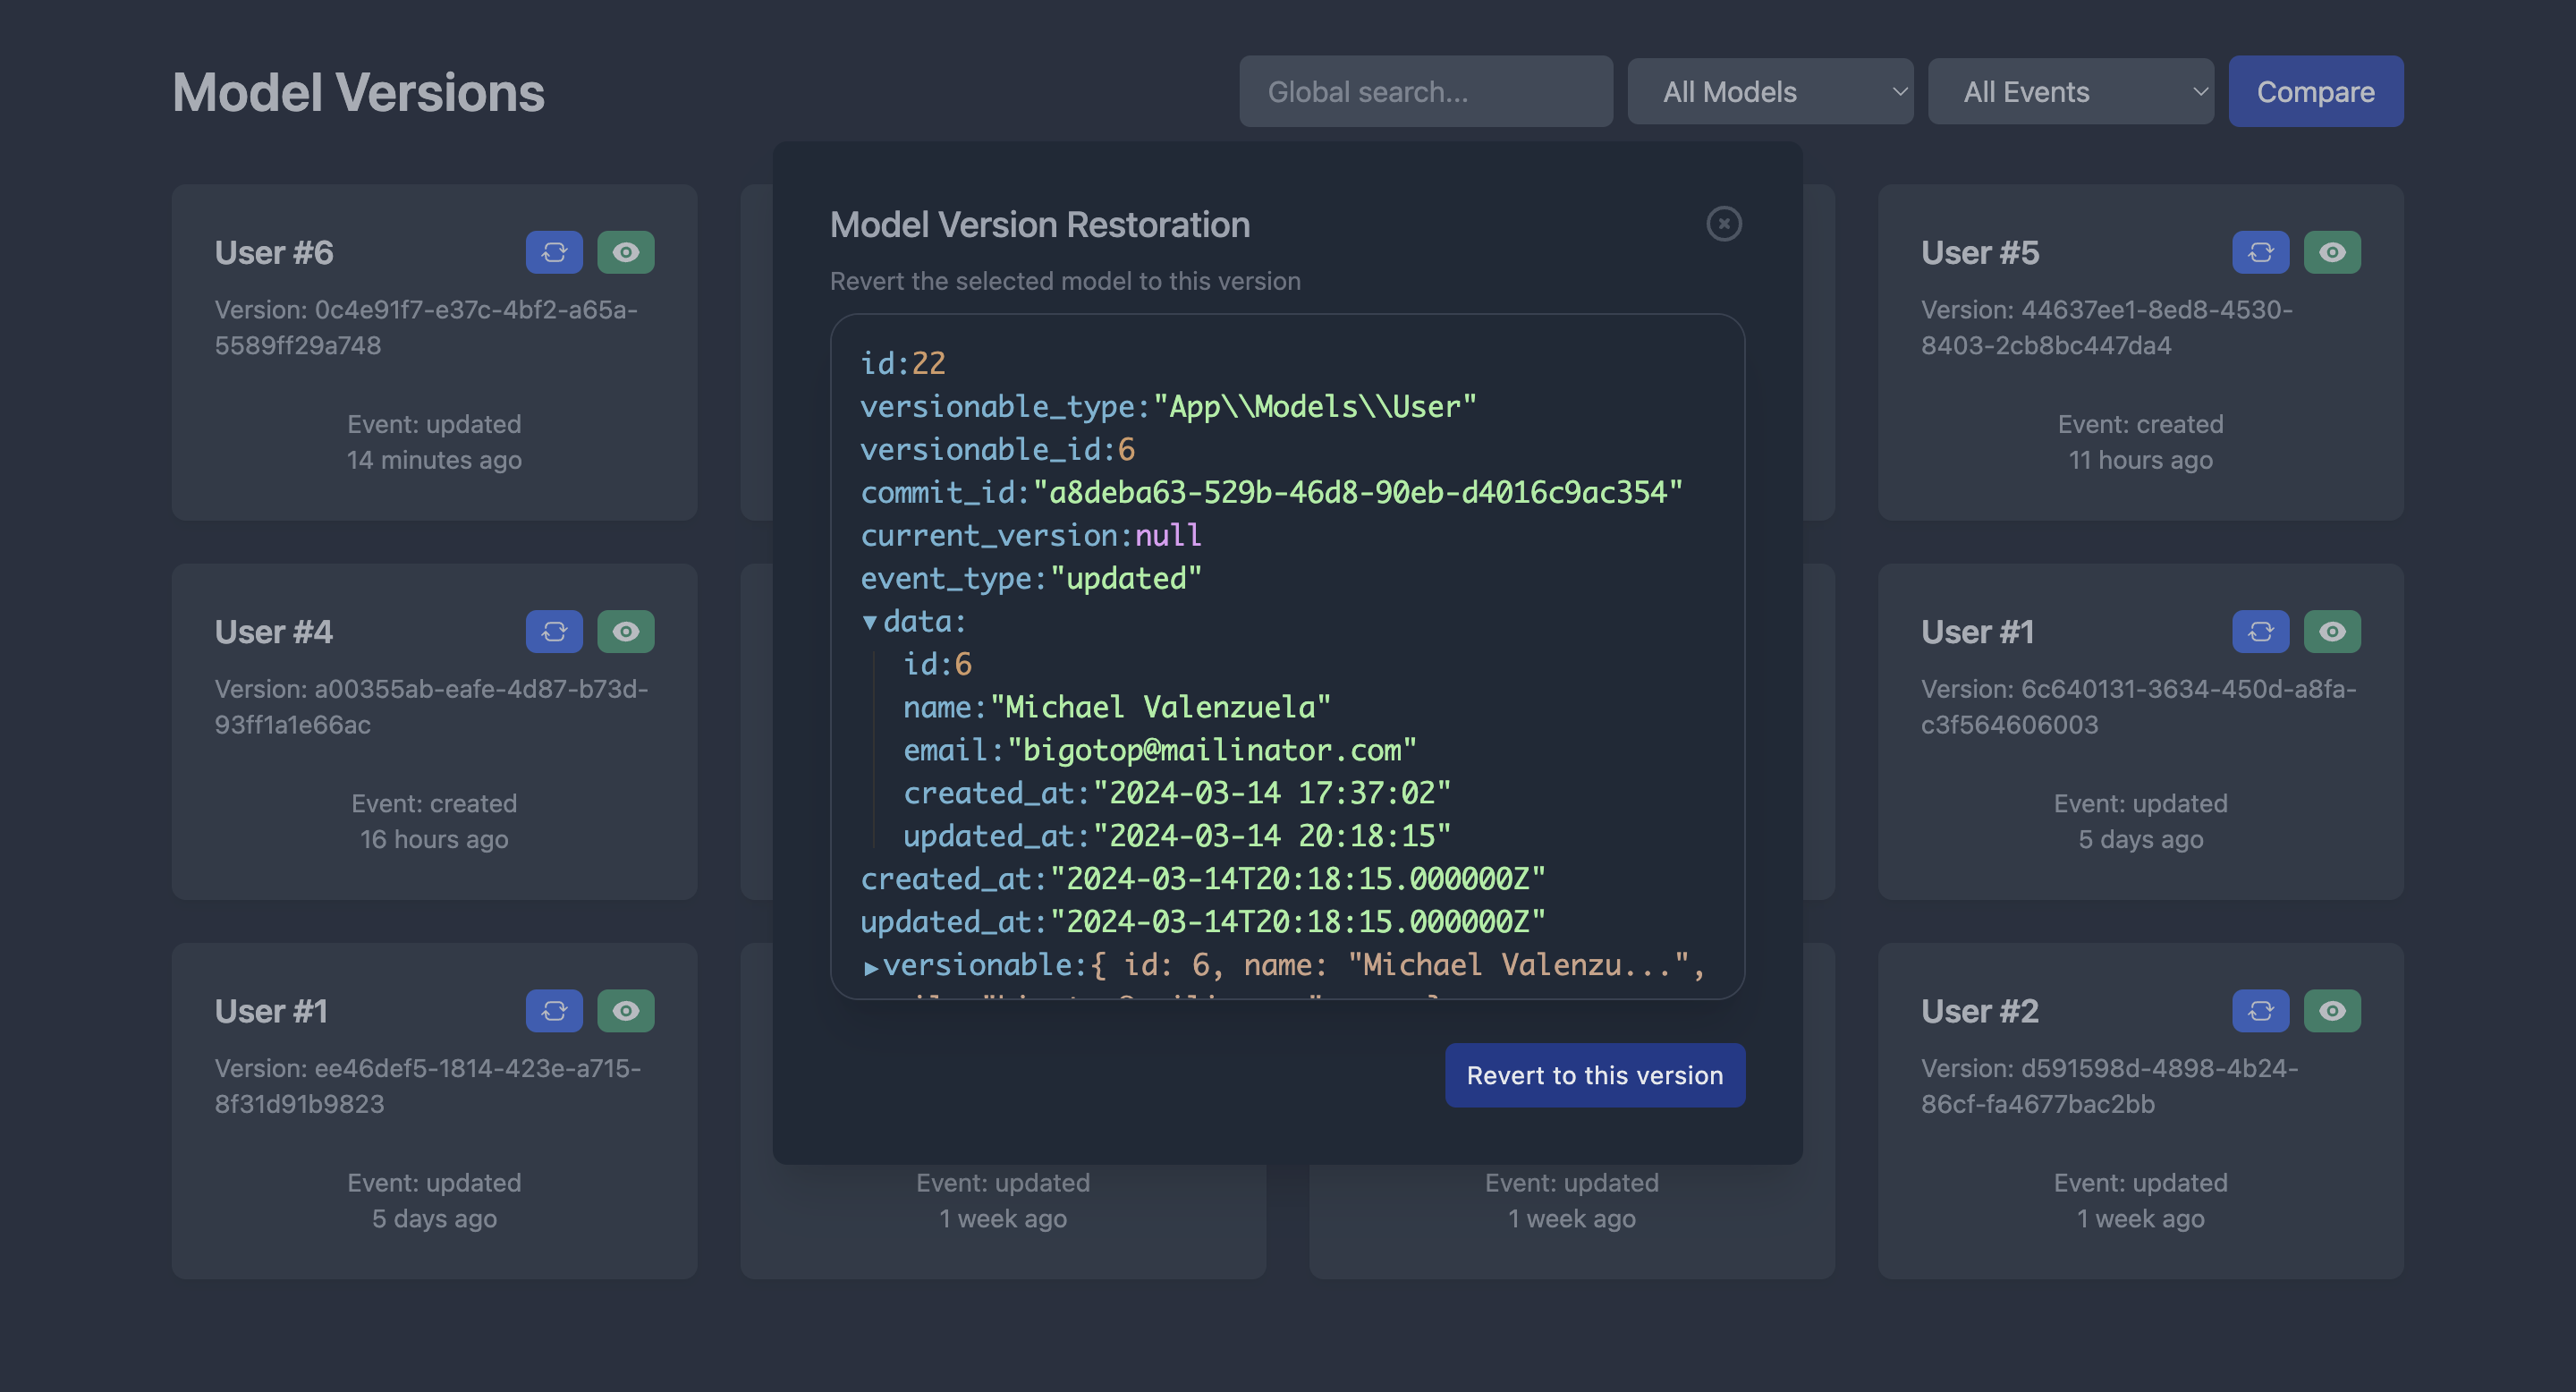 Model Versions
Global search...
All Models
All Events
Compare
User #6
Version: 0c4e91f7-e37c-4bf2-a65a-
5589ff29a748
Event: updated
14 minutes ago
User #5
Version: 44637ee1-8ed8-4530-
8403-2cb8bc447da4
Event: created
11 hours ago
User #4
Version: a00355ab-eafe-4d87-b73d-
93ff1a1e66ac
Event: created
16 hours ago
User #1
Version: 6c640131-3634-450d-a8fa-
c3f564606003
Event: updated
5 days ago
User #1
Version: ee46def5-1814-423e-a715-
8f31d91b9823
Event: updated
5 days ago
Event: updated
1 week ago
Event: updated
1 week ago
User #2
Version: d591598d-4898-4b24-
86cf-fa4677bac2bb
Event: updated
1 week ago
Model Version Restoration
Revert the selected model to this version
id:22
versionable_type:"App\\Models\\User"
versionable_id:6
commit_id:"a8deba63-529b-46d8-90eb-d4016c9ac354"
current_version:null
event_type:"updated"
data:
id:6
name:"Michael Valenzuela"
email:"bigotop@mailinator.com"
created_at:"2024-03-14 17:37:02"
updated_at:"2024-03-14 20:18:15"
created_at:"2024-03-14T20:18:15.000000Z"
updated_at:"2024-03-14T20:18:15.000000Z"
versionable:{ id: 6, name: "Michael Valenzu...",
Revert to this version